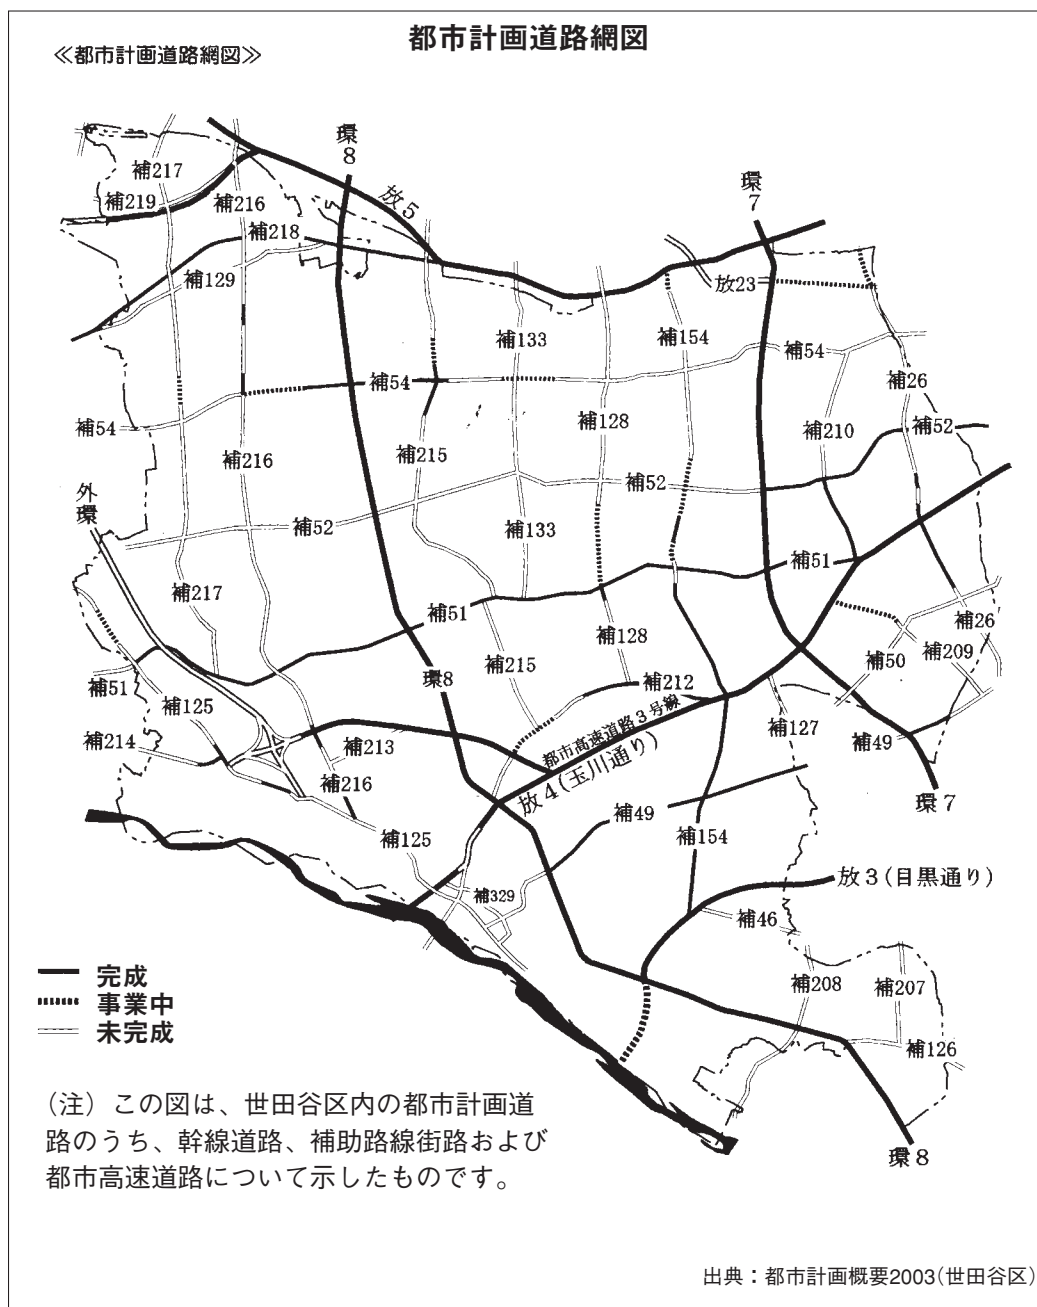 都市計画道路網図
≪都市計画道路網図≫
環8
環7
放5
補217
補219
補216
補218
補129
放23
補133
補154
補54
補54
補26
補54
補128
補210
補52
補216
補215
補52
外環
補52
補133
補51
補217
補51
補26
補128
補209
補50
補215
環8
補212
補51
補125
都市高速道路3号線
補127
補214
補213
補49
放4(玉川通り)
補216
環7
補49
補125
補154
放3(目黒通り)
補329
補46
補208
補207
補126
環8
完成
事業中
未完成
(注)この図は、世田谷区内の都市計画道
路のうち、幹線道路、補助路線街路および
都市高速道路について示したものです。
出典:都市計画概要2003(世田谷区)